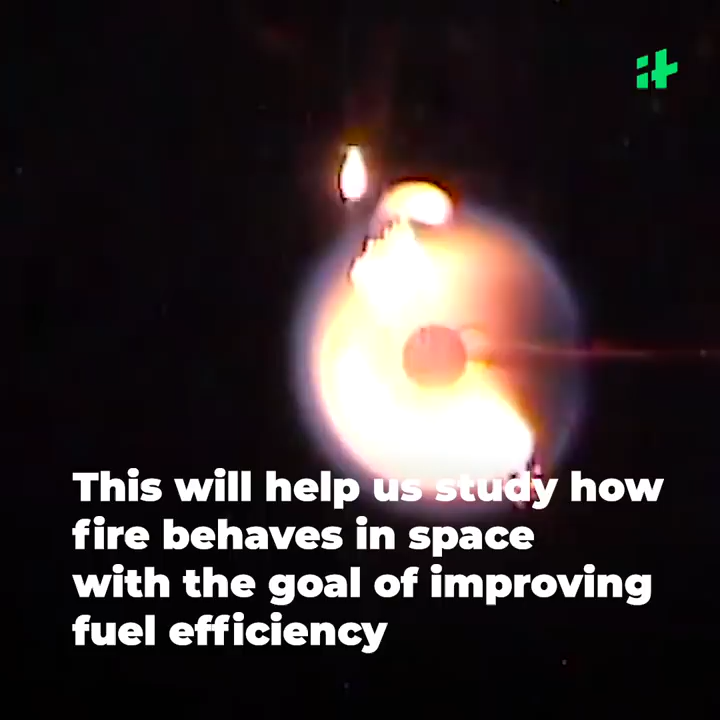 This will help us study how
fire behaves in space
with the goal of improving
fuel efficiency